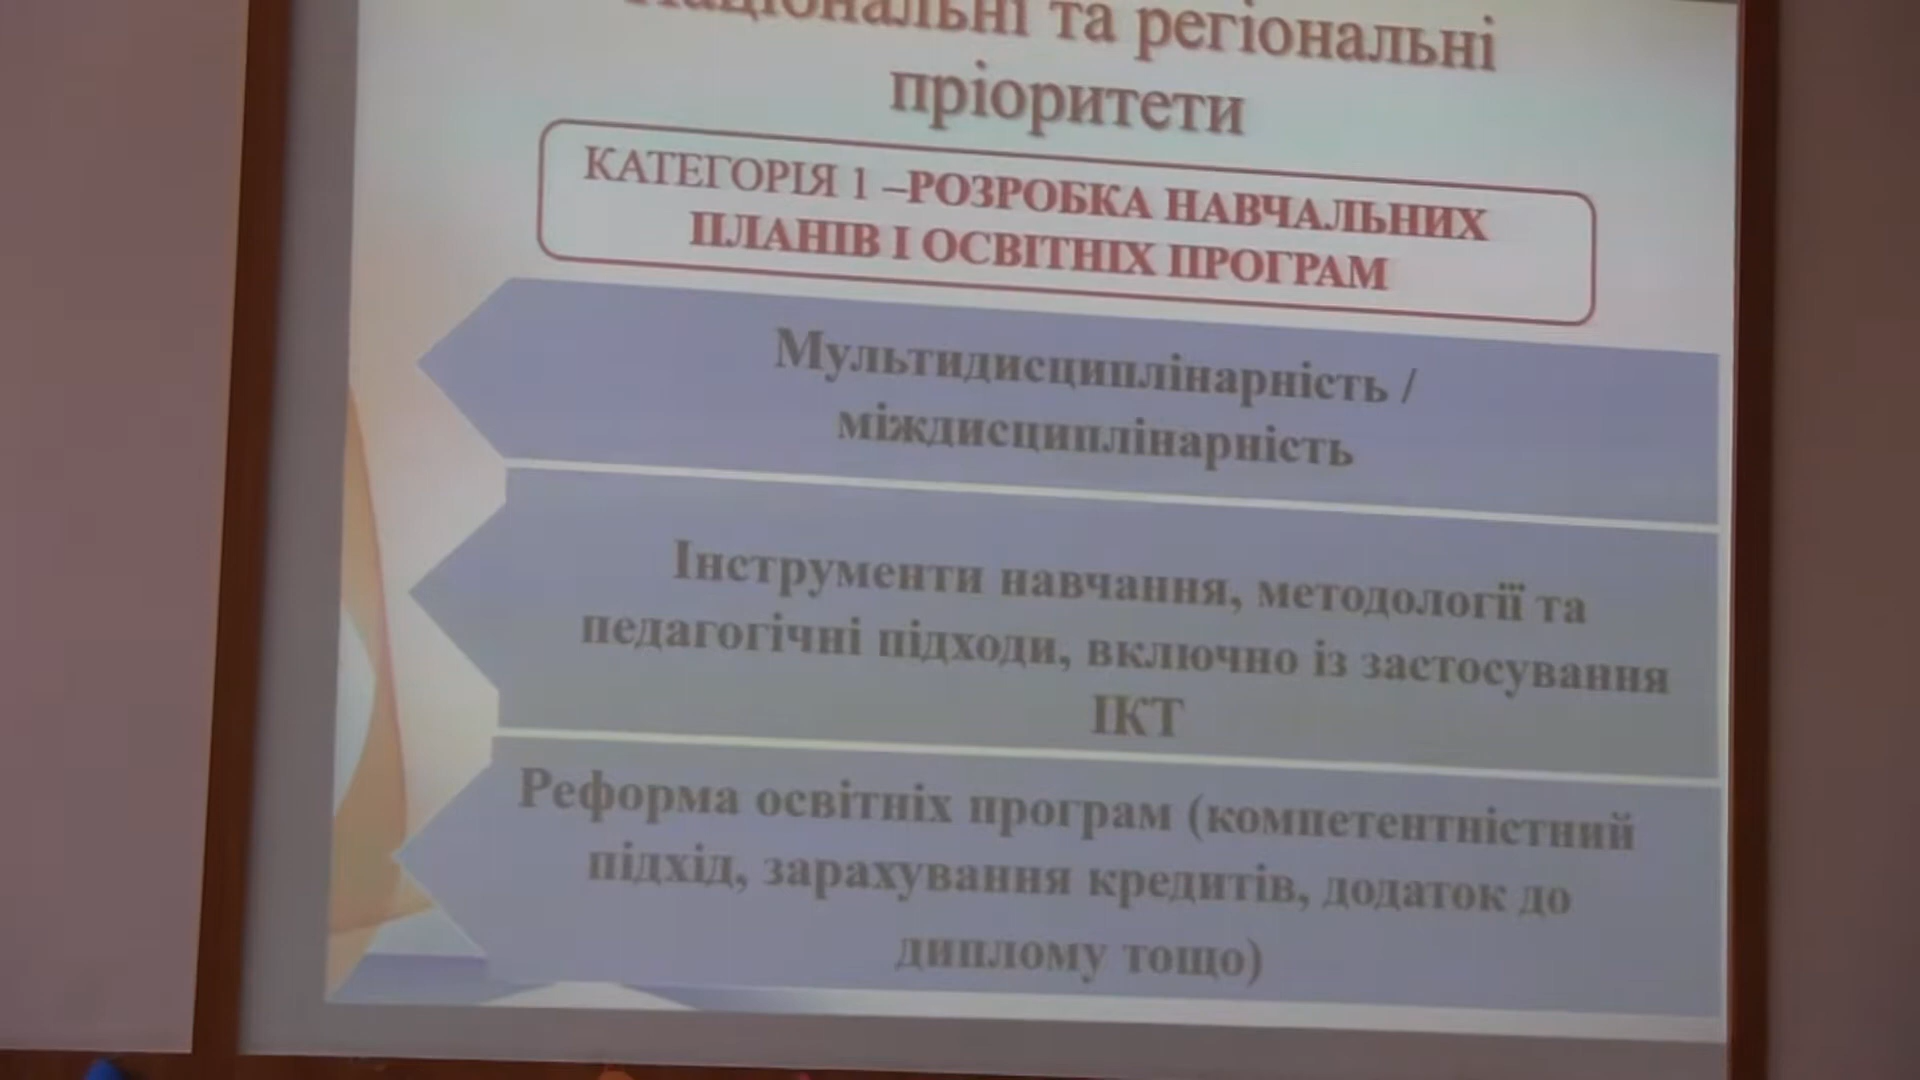 Національні та регіональні
пріоритети
КАТЕГОРІЯ 1 –РОЗРОБКА НАВЧАЛЬНИХ
ПЛАНІВ І ОСВІТНІХ ПРОГРАМ
Мультидисциплінарність /
міждисциплінарність
Інструменти навчання, методології та
педагогічні підходи, включно із застосування
ІКТ
Реформа освітніх програм (компетентністний
підхід, зарахування кредитів, додаток до
диплому тощо)